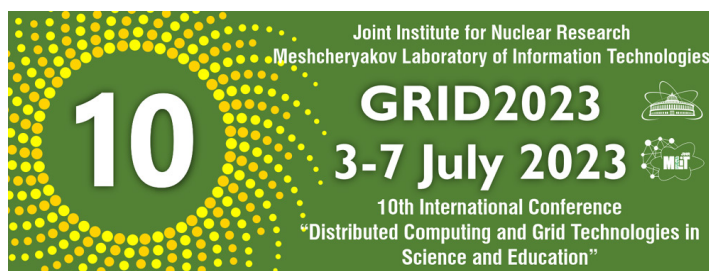 Joint Institute for Nuclear Research
Meshcheryakov Laboratory of Information Technologies
10
GRID2023
3-7 July 2023
MLIT
10th International Conference
“Distributed Computing and Grid Technologies in
Science and Education”